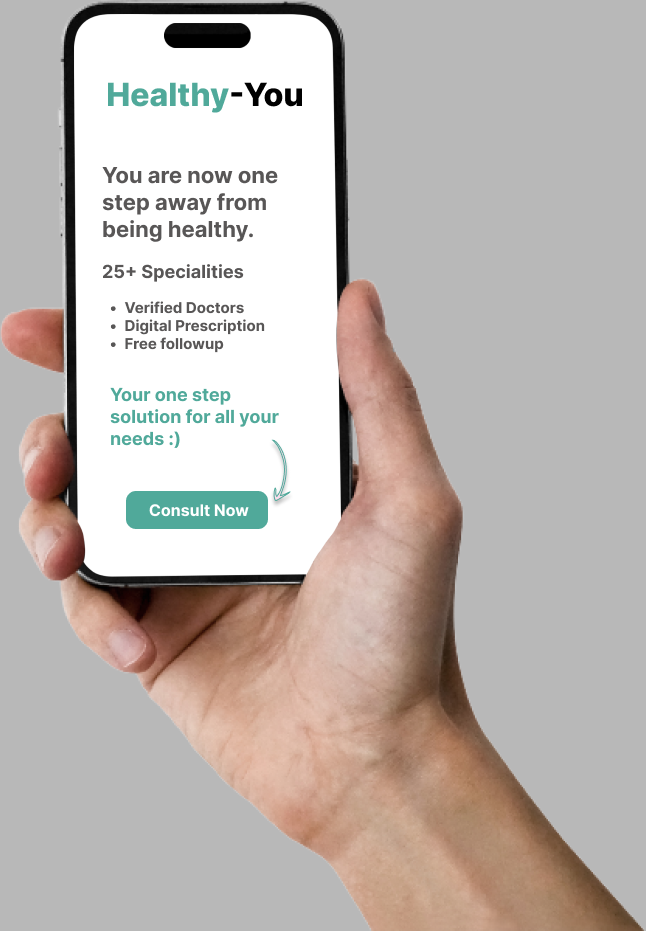 Healthy-You
You are now one
step away from
being healthy.
25+ Specialities
• Verified Doctors
• Digital Prescription
• Free followup
Your one step
solution for all your
needs :)
Consult Now